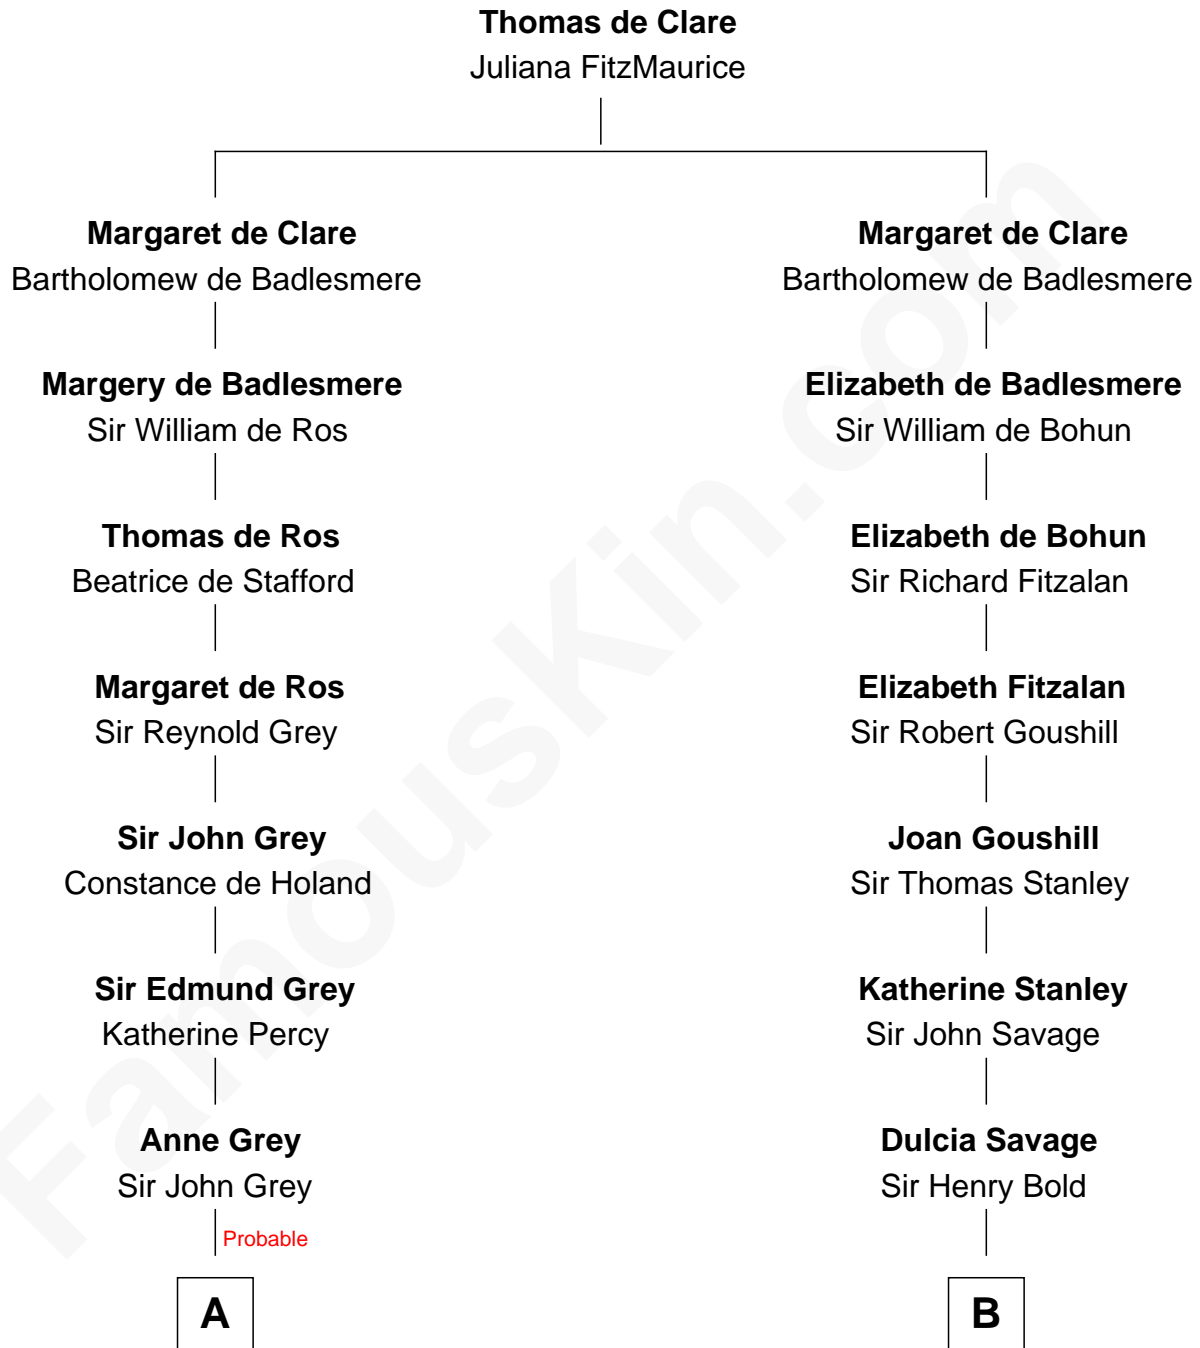 Thomas de Clare
Juliana FitzMaurice
Margaret de Clare
Bartholomew de Badlesmere
Margery de Badlesmere
Sir William de Ros
Thomas de Ros
Beatrice de Stafford
Margaret de Ros
Sir Reynold Grey
Sir John Grey
Constance de Holand
Sir Edmund Grey
Katherine Percy
Anne Grey
Sir John Grey
Probable
A
Margaret de Clare
Bartholomew de Badlesmere
Elizabeth de Badlesmere
Sir William de Bohun
Elizabeth de Bohun
Sir Richard Fitzalan
Elizabeth Fitzalan
Sir Robert Goushill
Joan Goushill
Sir Thomas Stanley
Katherine Stanley
Sir John Savage
Dulcia Savage
Sir Henry Bold
B
FamousKin.com